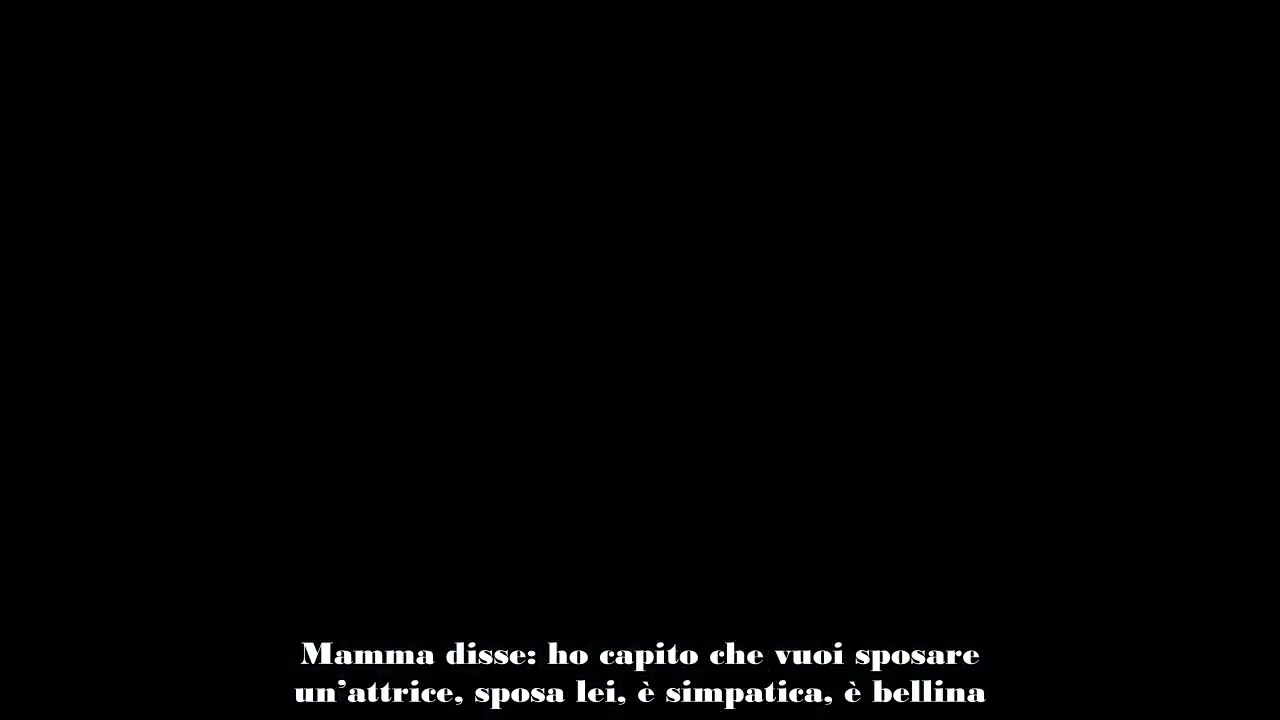 Mamma disse: ho capito che vuoi sposare
un’attrice, sposa lei, è simpatica, è bellina